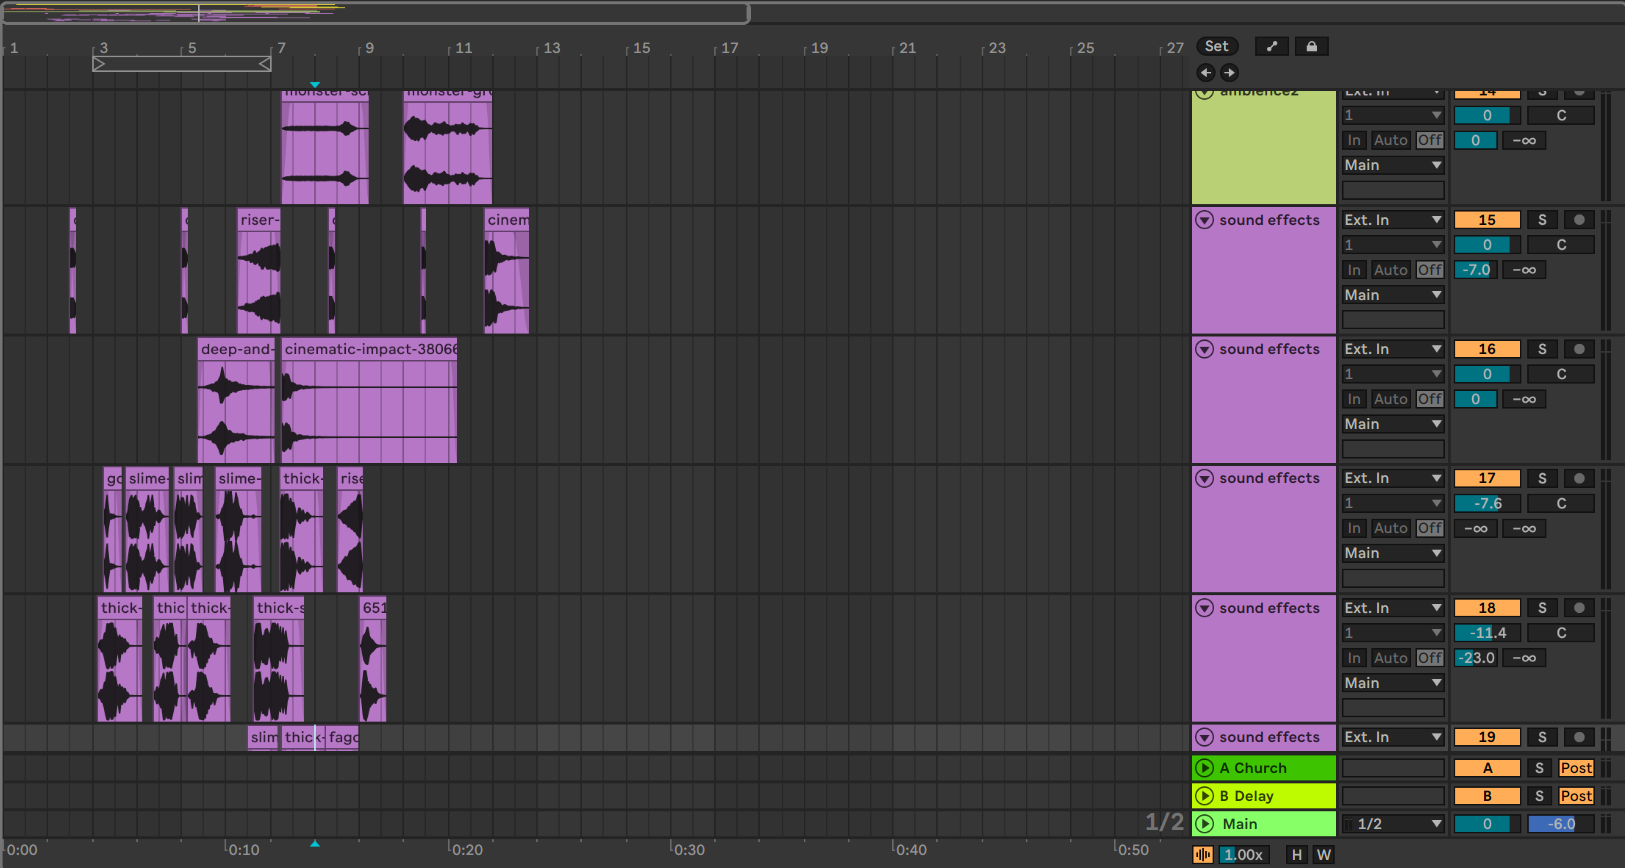 1 3 5 7 9 11 13 15 17 19 21 23 25 27 Set
monster-sc monster-gr ambience2 Ext. In 14 S
1 0 C
In Auto Off 0 -∞
Main
riser- cinem sound effects Ext. In 15 S
1 0 C
In Auto Off -7.0 -∞
Main
deep-and- cinematic-impact-38066 sound effects Ext. In 16 S
1 0 C
In Auto Off 0 -∞
Main
go slime- slim slime- thick- rise sound effects Ext. In 17 S
1 -7.6 C
In Auto Off -∞ -∞
Main
thick- thic thick- thick-s 651 sound effects Ext. In 18 S
1 -11.4 C
In Auto Off -23.0 -∞
Main
slim thick- fago sound effects Ext. In 19 S
A Church A S Post
B Delay B S Post
1/2 Main 1/2 0 -6.0
0:00 0:10 0:20 0:30 0:40 0:50 1.00x H W